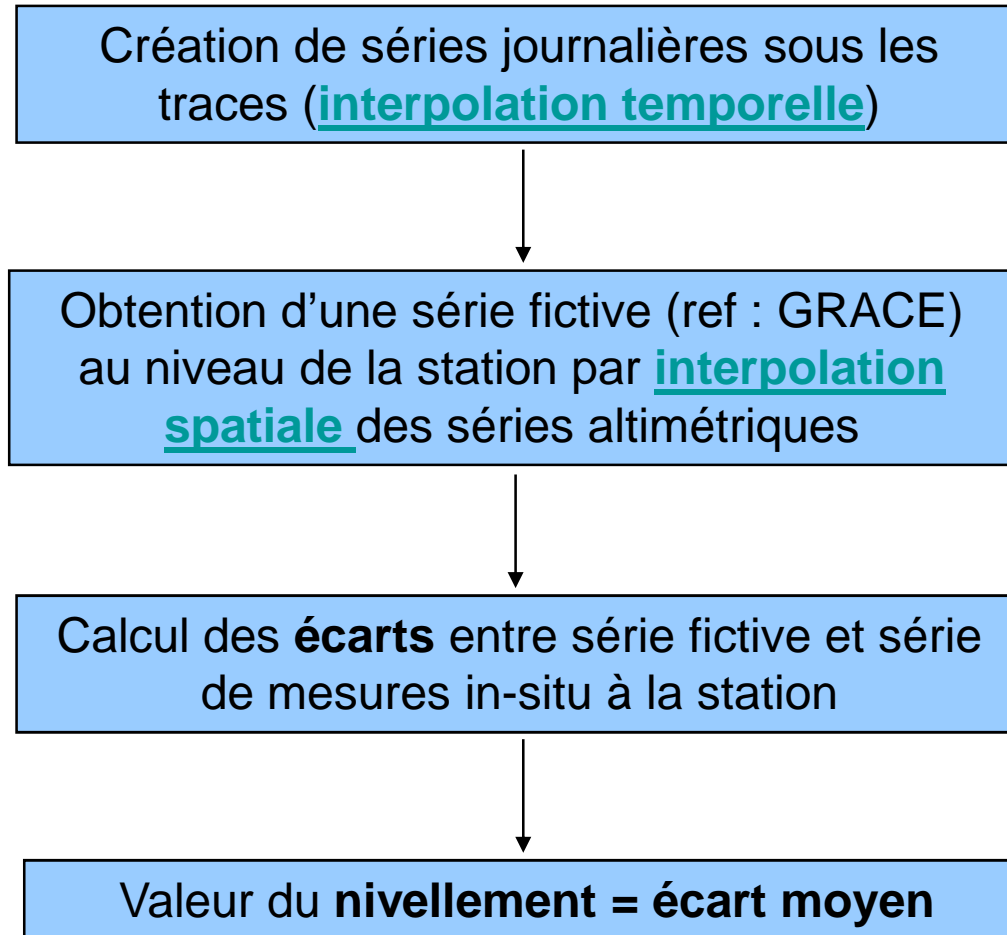 Création de séries journalières sous les
traces (interpolation temporelle)
Obtention d’une série fictive (ref : GRACE)
au niveau de la station par interpolation
spatiale des séries altimétriques
Calcul des écarts entre série fictive et série
de mesures in-situ à la station
Valeur du nivellement = écart moyen